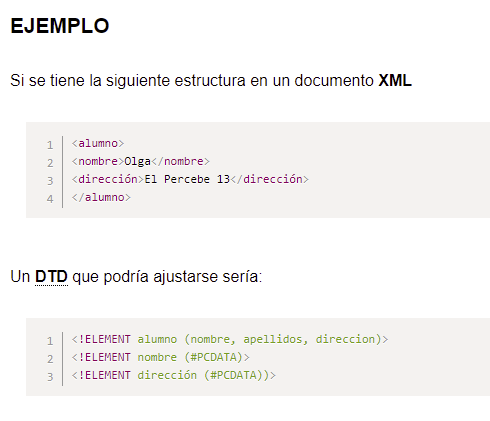 EJEMPLO
Si se tiene la siguiente estructura en un documento XML
1 <alumno>
2 <nombre>Olga</nombre>
3 <dirección>El Percebe 13</dirección>
4 </alumno>
Un DTD que podría ajustarse sería:
1 <!ELEMENT alumno (nombre, apellidos, direccion)>
2 <!ELEMENT nombre (#PCDATA)>
3 <!ELEMENT dirección (#PCDATA))>